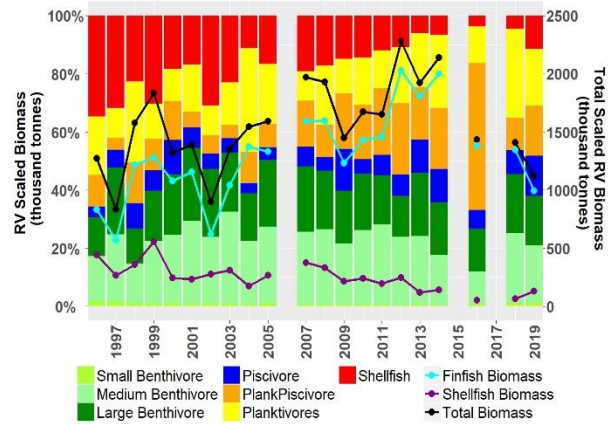 100%
80%
60%
40%
20%
0%
RV Scaled Biomass
(thousand tonnes)
2500
2000
1500
1000
500
0
Total Scaled Biomass
(thousand tonnes)
1997
1999
2001
2003
2005
2007
2009
2011
2013
2015
2017
2019
Small Benthivore
Piscivore
Shellfish
Finfish Biomass
Medium Benthivore
PlankPiscivore
Shellfish Biomass
Large Benthivore
Planktivores
Total Biomass